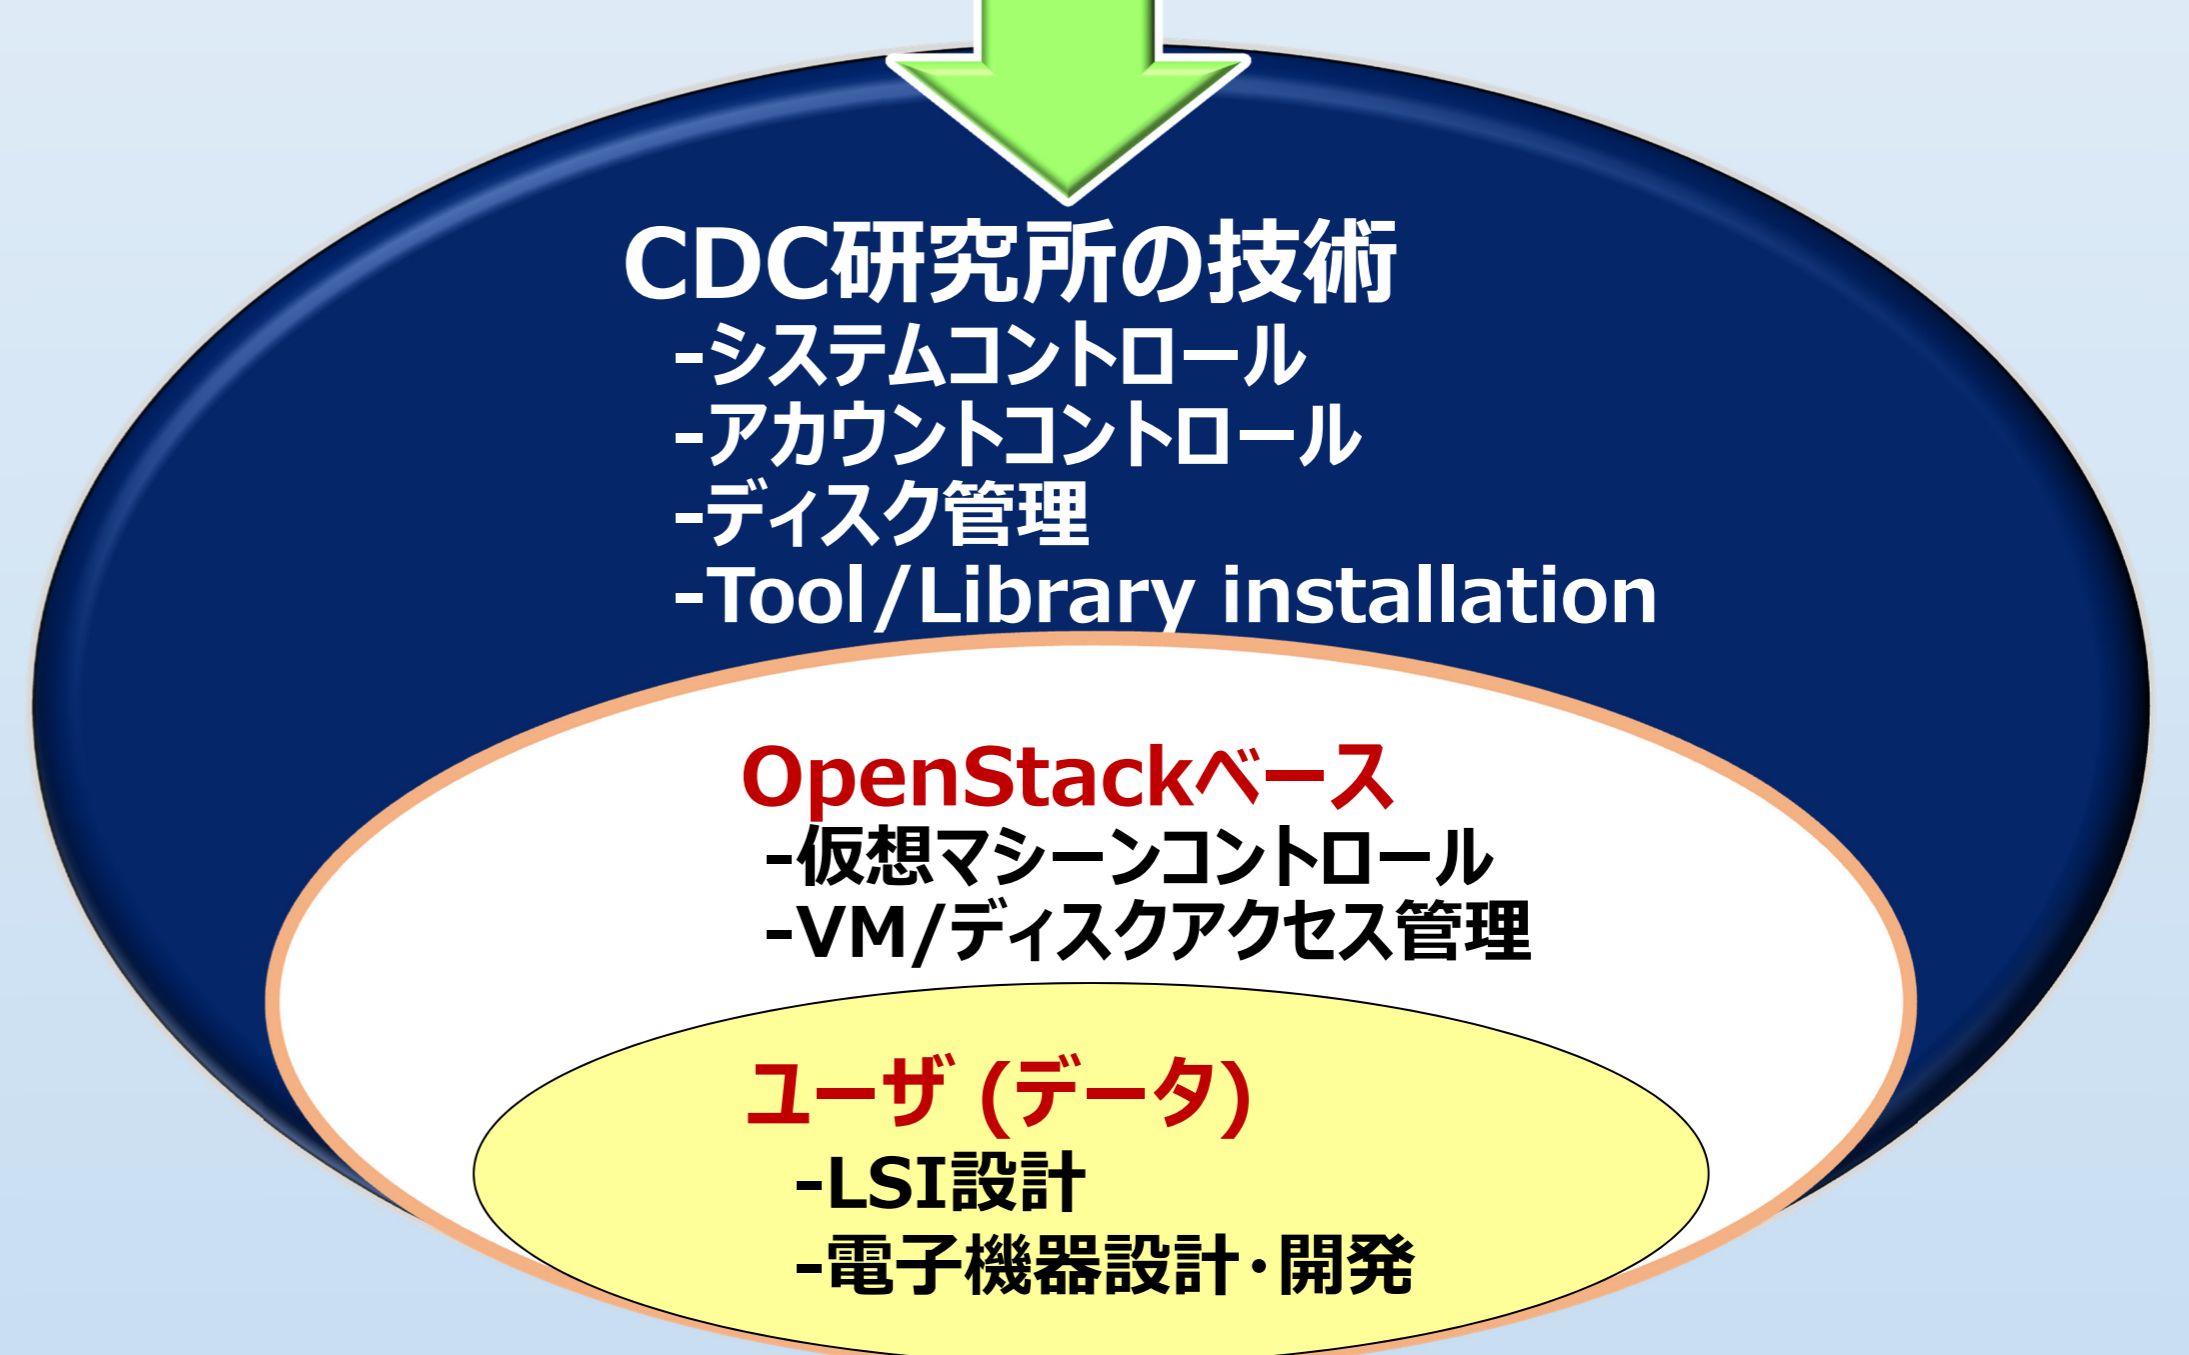 CDC研究所の技術
-システムコントロール
-アカウントコントロール
-ディスク管理
-Tool/Library installation
OpenStackベース
-仮想マシーンコントロール
-VM/ディスクアクセス管理
ユーザ (データ)
-LSI設計
-電子機器設計・開発